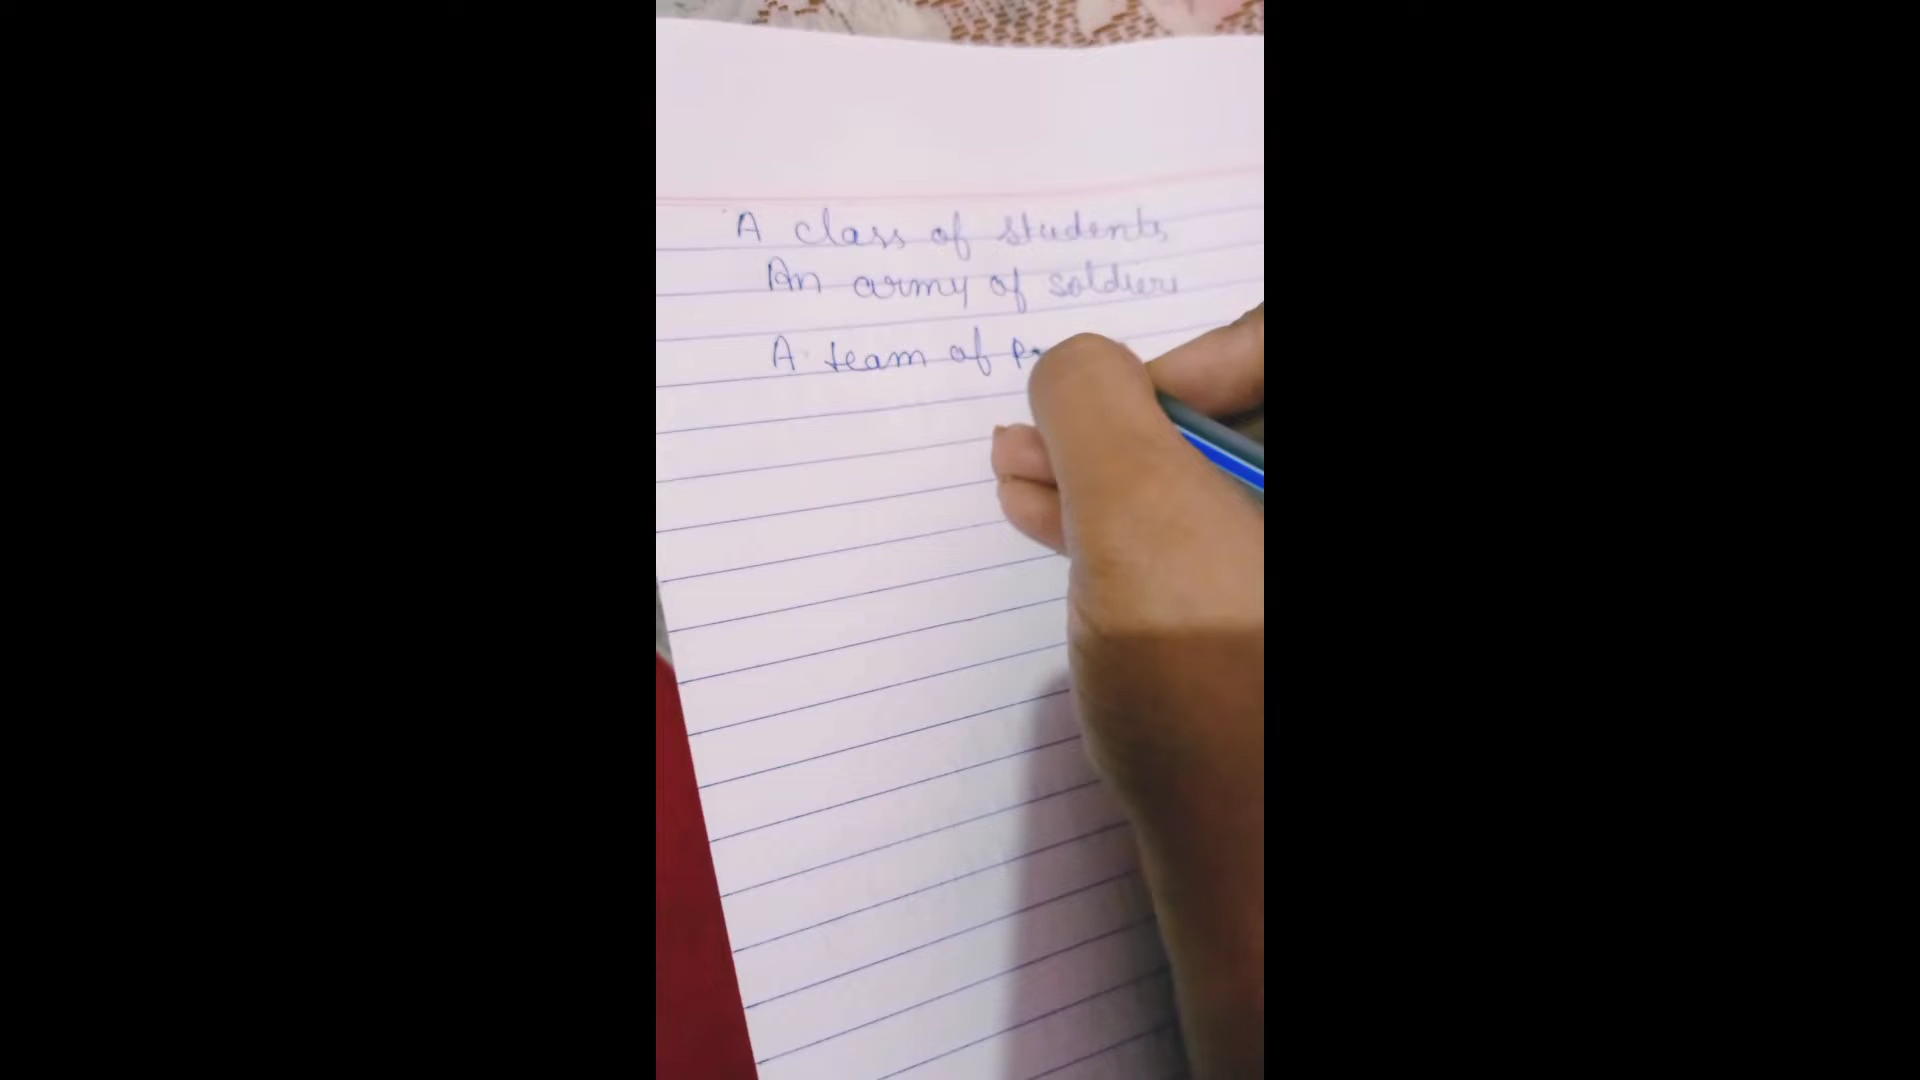 A class of students
An army of soldiers
A team of